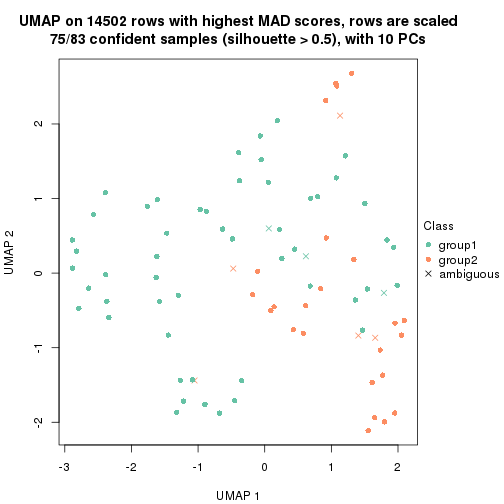 UMAP on 14502 rows with highest MAD scores, rows are scaled
75/83 confident samples (silhouette > 0.5), with 10 PCs
UMAP 2
2
1
0
-1
-2
-3
-2
-1
0
1
2
UMAP 1
Class
group1
group2
ambiguous